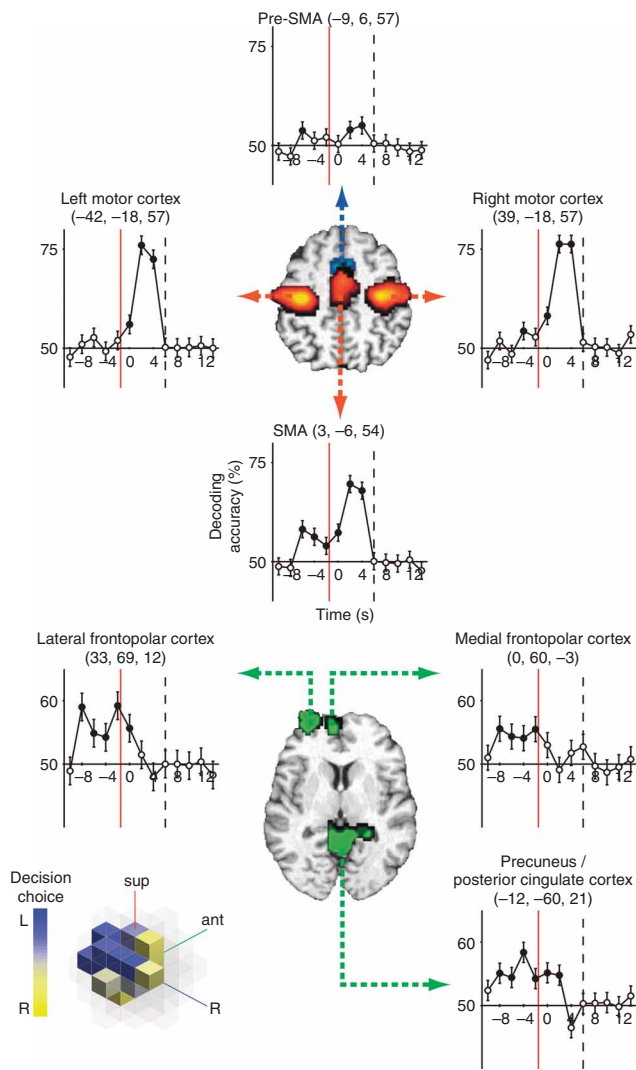 Pre-SMA (–9, 6, 57)
75
50
–8 –4 0 4 8 12
Left motor cortex
(–42, –18, 57)
75
50
–8 –4 0 4 8 12
Right motor cortex
(39, –18, 57)
75
50
–8 –4 0 4 8 12
SMA (3, –6, 54)
75
50
Decoding
accuracy (%)
–8 –4 0 4 8 12
Time (s)
Lateral frontopolar cortex
(33, 69, 12)
60
50
–8 –4 0 4 8 12
Medial frontopolar cortex
(0, 60, –3)
60
50
–8 –4 0 4 8 12
Decision
choice
L
R
sup
ant
R
Precuneus /
posterior cingulate cortex
(–12, –60, 21)
60
50
–8 –4 0 4 8 12